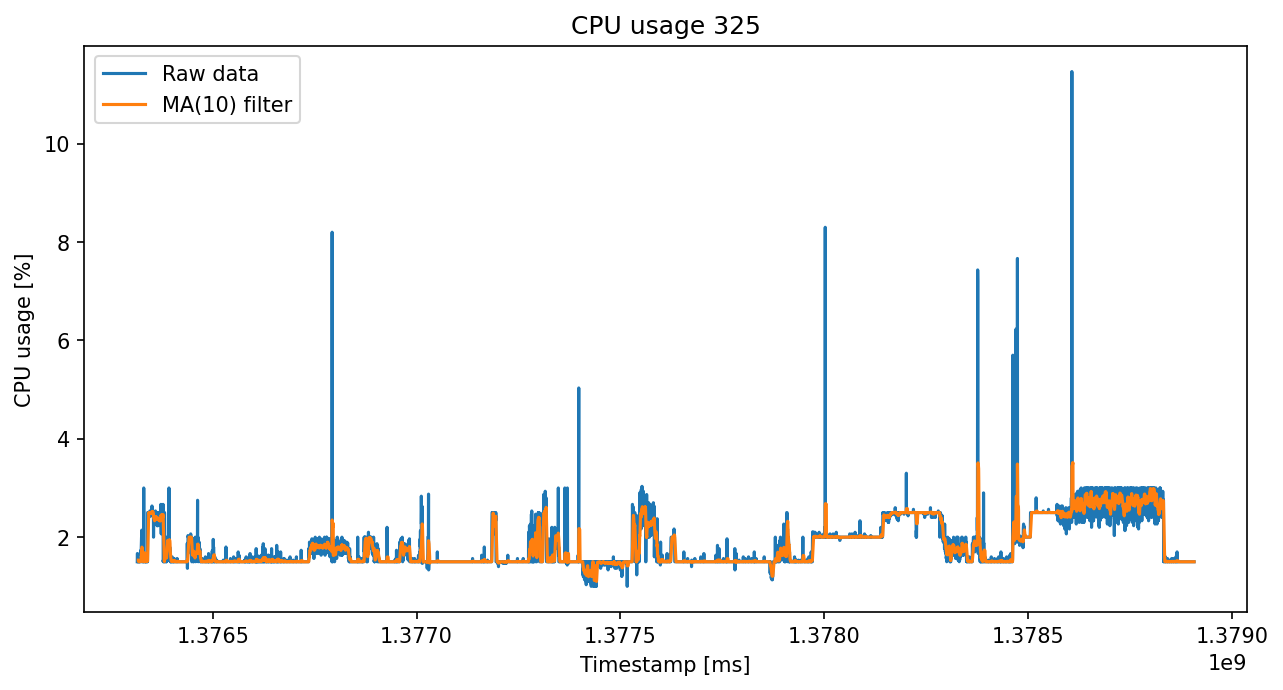 CPU usage 325
Raw data
MA(10) filter
CPU usage [%]
10
8
6
4
2
1.3765
1.3770
1.3775
1.3780
1.3785
1.3790
1e9
Timestamp [ms]